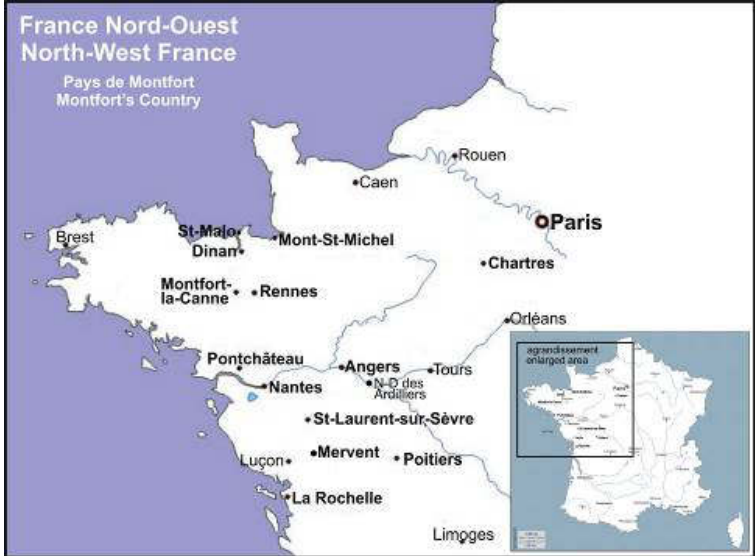 France Nord-Ouest
North-West France
Pays de Montfort
Montfort's Country
Rouen
Caen
Paris
Brest
St-Malo
Mont-St-Michel
Dinan
Chartres
Montfort-
la-Canne
Rennes
Orléans
agrandissement
enlarged area
Pontchâteau
Angers
Tours
N-D des
Ardilliers
Nantes
St-Laurent-sur-Sèvre
Mervent
Luçon
Poitiers
La Rochelle
Limoges
Paris